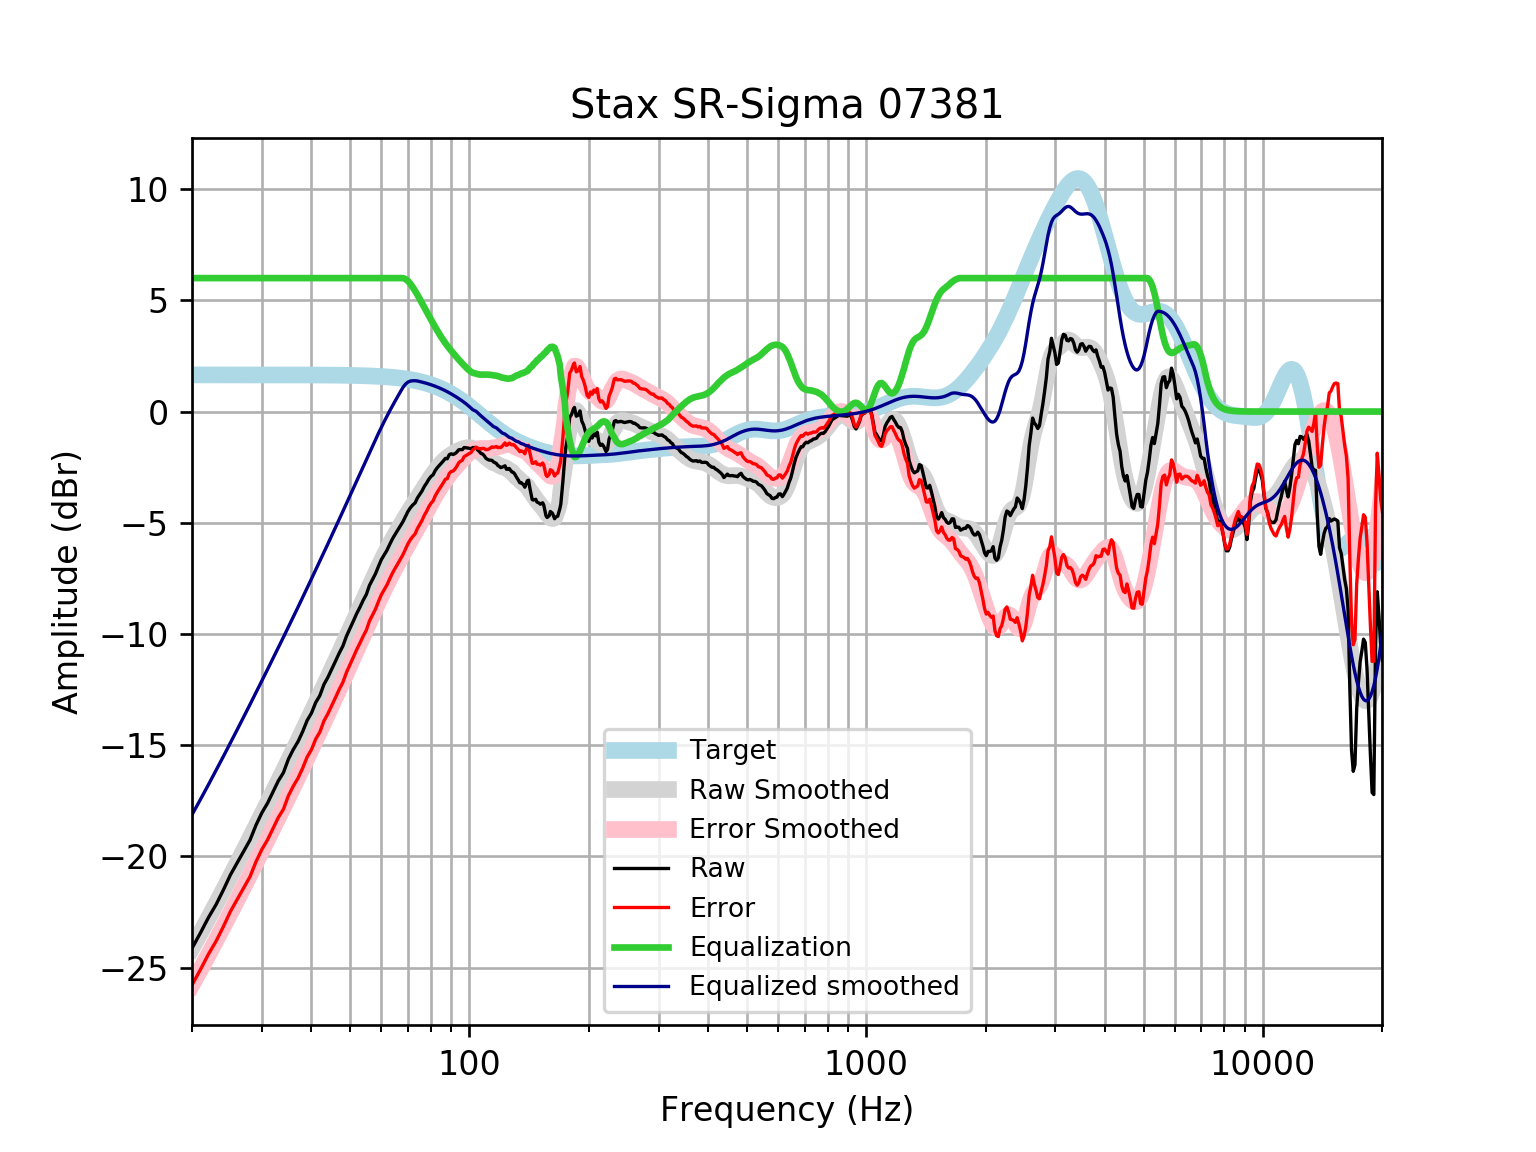 Stax SR-Sigma 07381
Amplitude (dBr)
10
5
0
−5
−10
−15
−20
−25
Target
Raw Smoothed
Error Smoothed
Raw
Error
Equalization
Equalized smoothed
100
1000
10000
Frequency (Hz)